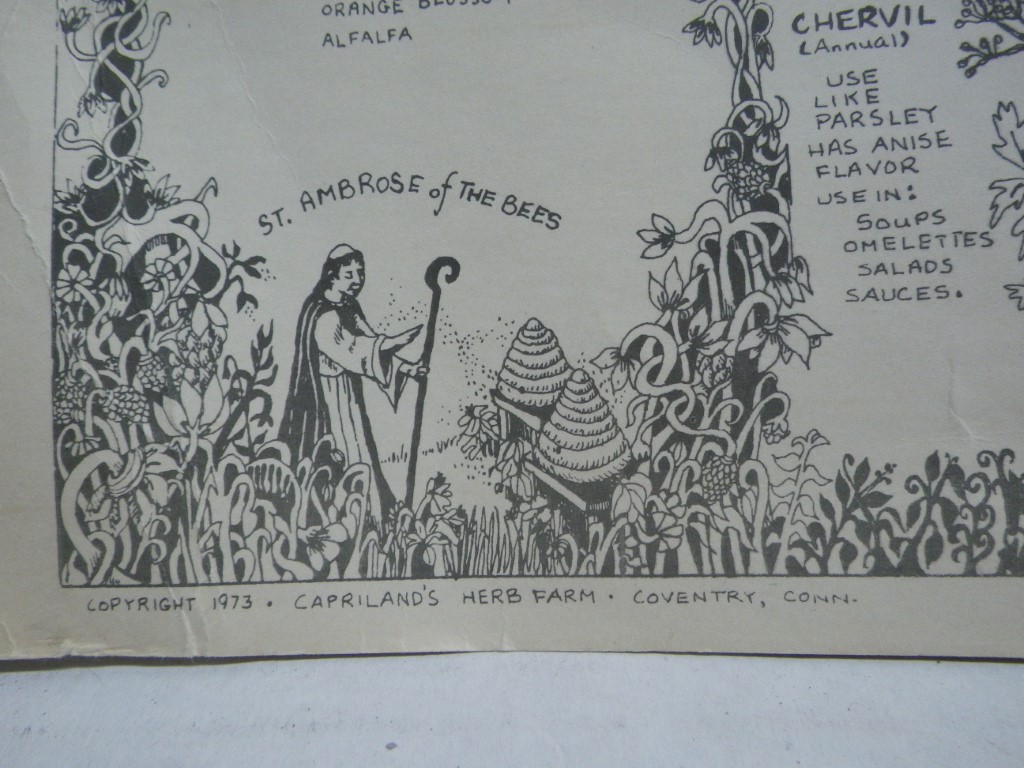 ORANGE
ALFALFA
ST. AMBROSE of THE BEES
CHERVIL
(Annual)
USE
LIKE
PARSLEY
HAS ANISE
FLAVOR
USE IN:
SOUPS
OMELETTES
SALADS
SAUCES.
COPYRIGHT 1973 · CAPRILAND'S HERB FARM · COVENTRY, CONN.